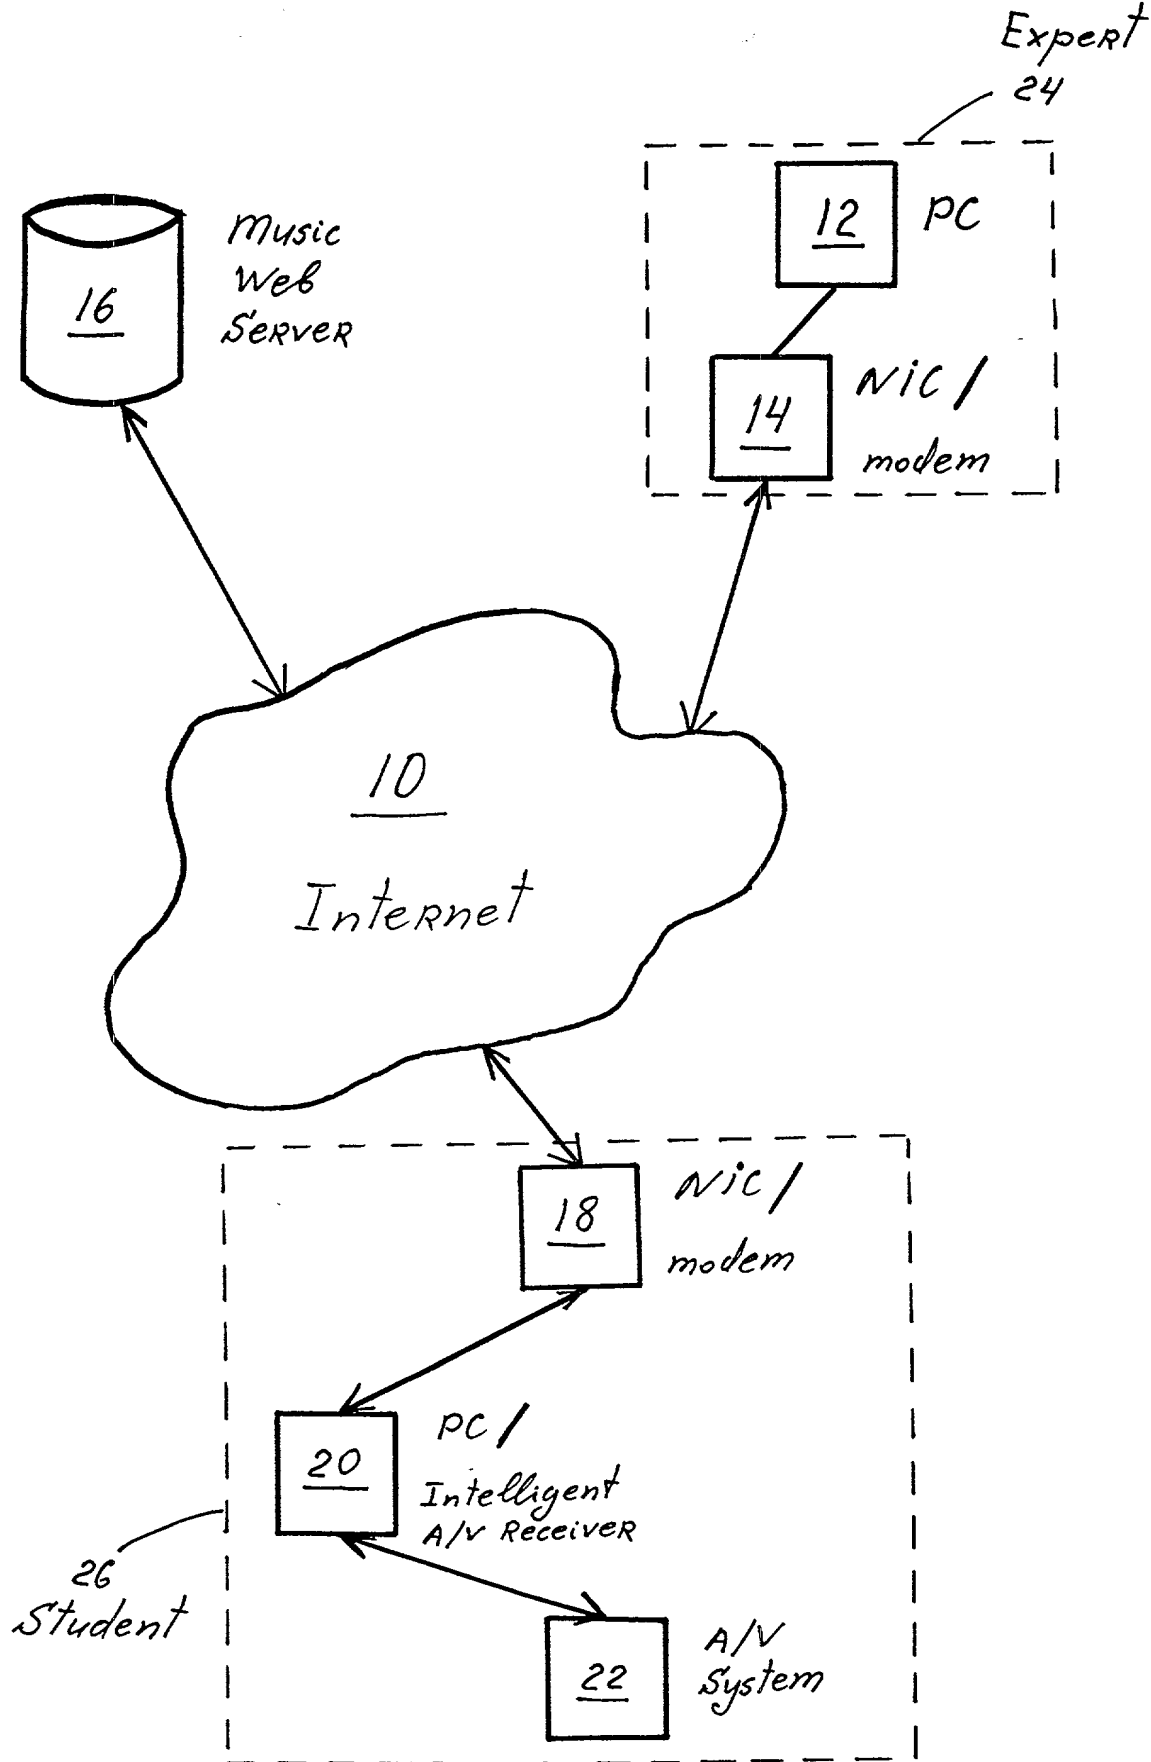 Expert
24
12
PC
Music
Web
Server
16
14
NiC/
modem
10
Internet
18
NiC/
modem
20
PC/
Intelligent
A/V Receiver
26
Student
22
A/V
System